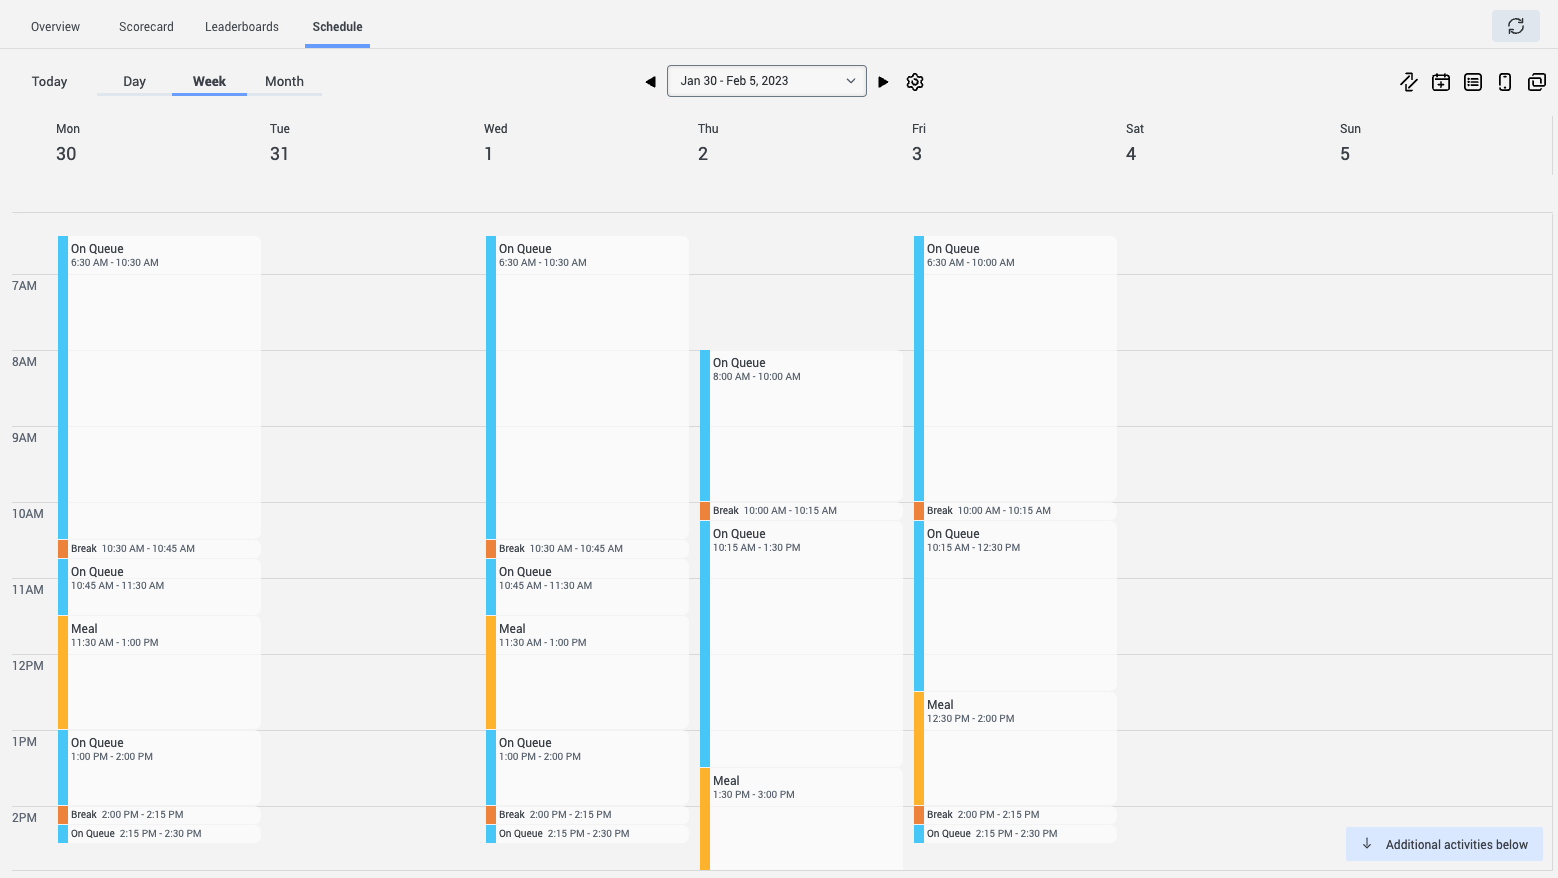 Overview Scorecard Leaderboards Schedule
Today Day Week Month Jan 30 - Feb 5, 2023
Mon Tue Wed Thu Fri Sat Sun
30 31 1 2 3 4 5
7AM
8AM
9AM
10AM
11AM
12PM
1PM
2PM
On Queue
6:30 AM - 10:30 AM
Break 10:30 AM - 10:45 AM
On Queue
10:45 AM - 11:30 AM
Meal
11:30 AM - 1:00 PM
On Queue
1:00 PM - 2:00 PM
Break 2:00 PM - 2:15 PM
On Queue 2:15 PM - 2:30 PM
On Queue
6:30 AM - 10:30 AM
Break 10:30 AM - 10:45 AM
On Queue
10:45 AM - 11:30 AM
Meal
11:30 AM - 1:00 PM
On Queue
1:00 PM - 2:00 PM
Break 2:00 PM - 2:15 PM
On Queue 2:15 PM - 2:30 PM
On Queue
8:00 AM - 10:00 AM
Break 10:00 AM - 10:15 AM
On Queue
10:15 AM - 1:30 PM
Meal
1:30 PM - 3:00 PM
On Queue
6:30 AM - 10:00 AM
Break 10:00 AM - 10:15 AM
On Queue
10:15 AM - 12:30 PM
Meal
12:30 PM - 2:00 PM
Break 2:00 PM - 2:15 PM
On Queue 2:15 PM - 2:30 PM
Additional activities below